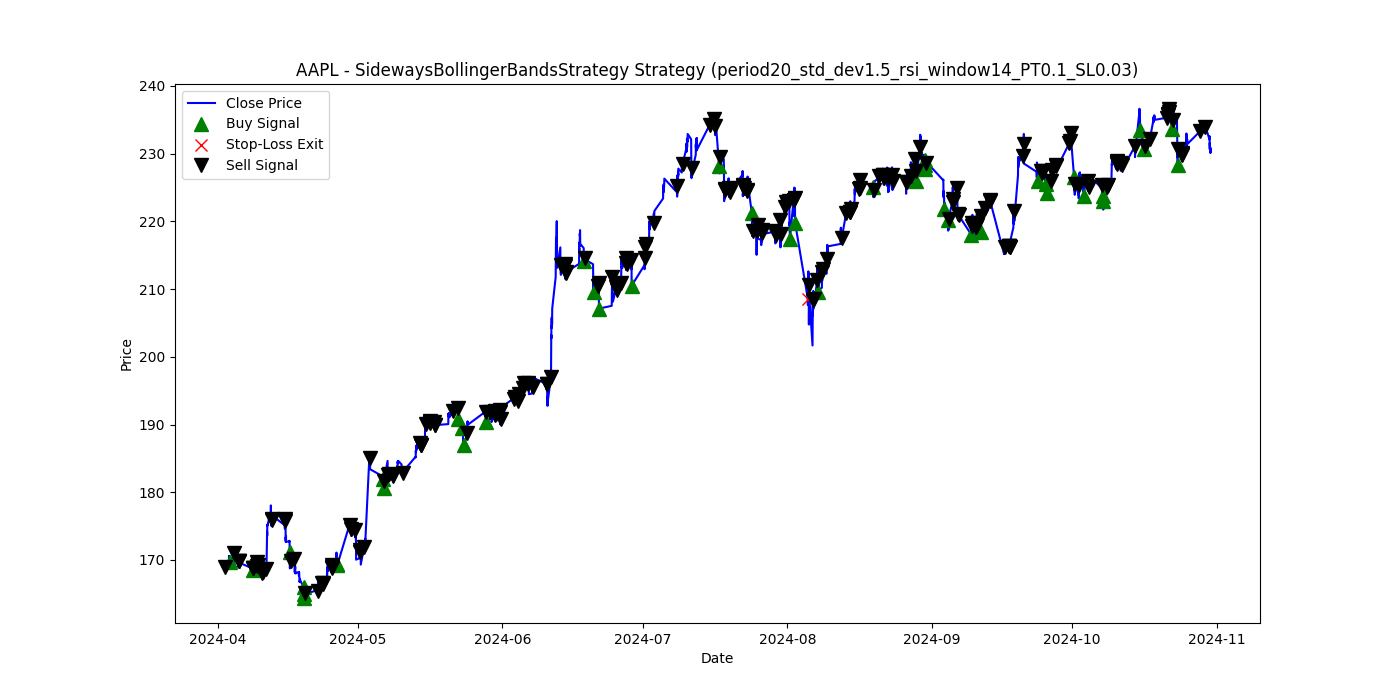 AAPL - SidewaysBollingerBandsStrategy Strategy (period20_std_dev1.5_rsi_window14_PT0.1_SL0.03)
Close Price
Buy Signal
Stop-Loss Exit
Sell Signal
Price
240
230
220
210
200
190
180
170
2024-04 2024-05 2024-06 2024-07 2024-08 2024-09 2024-10 2024-11
Date